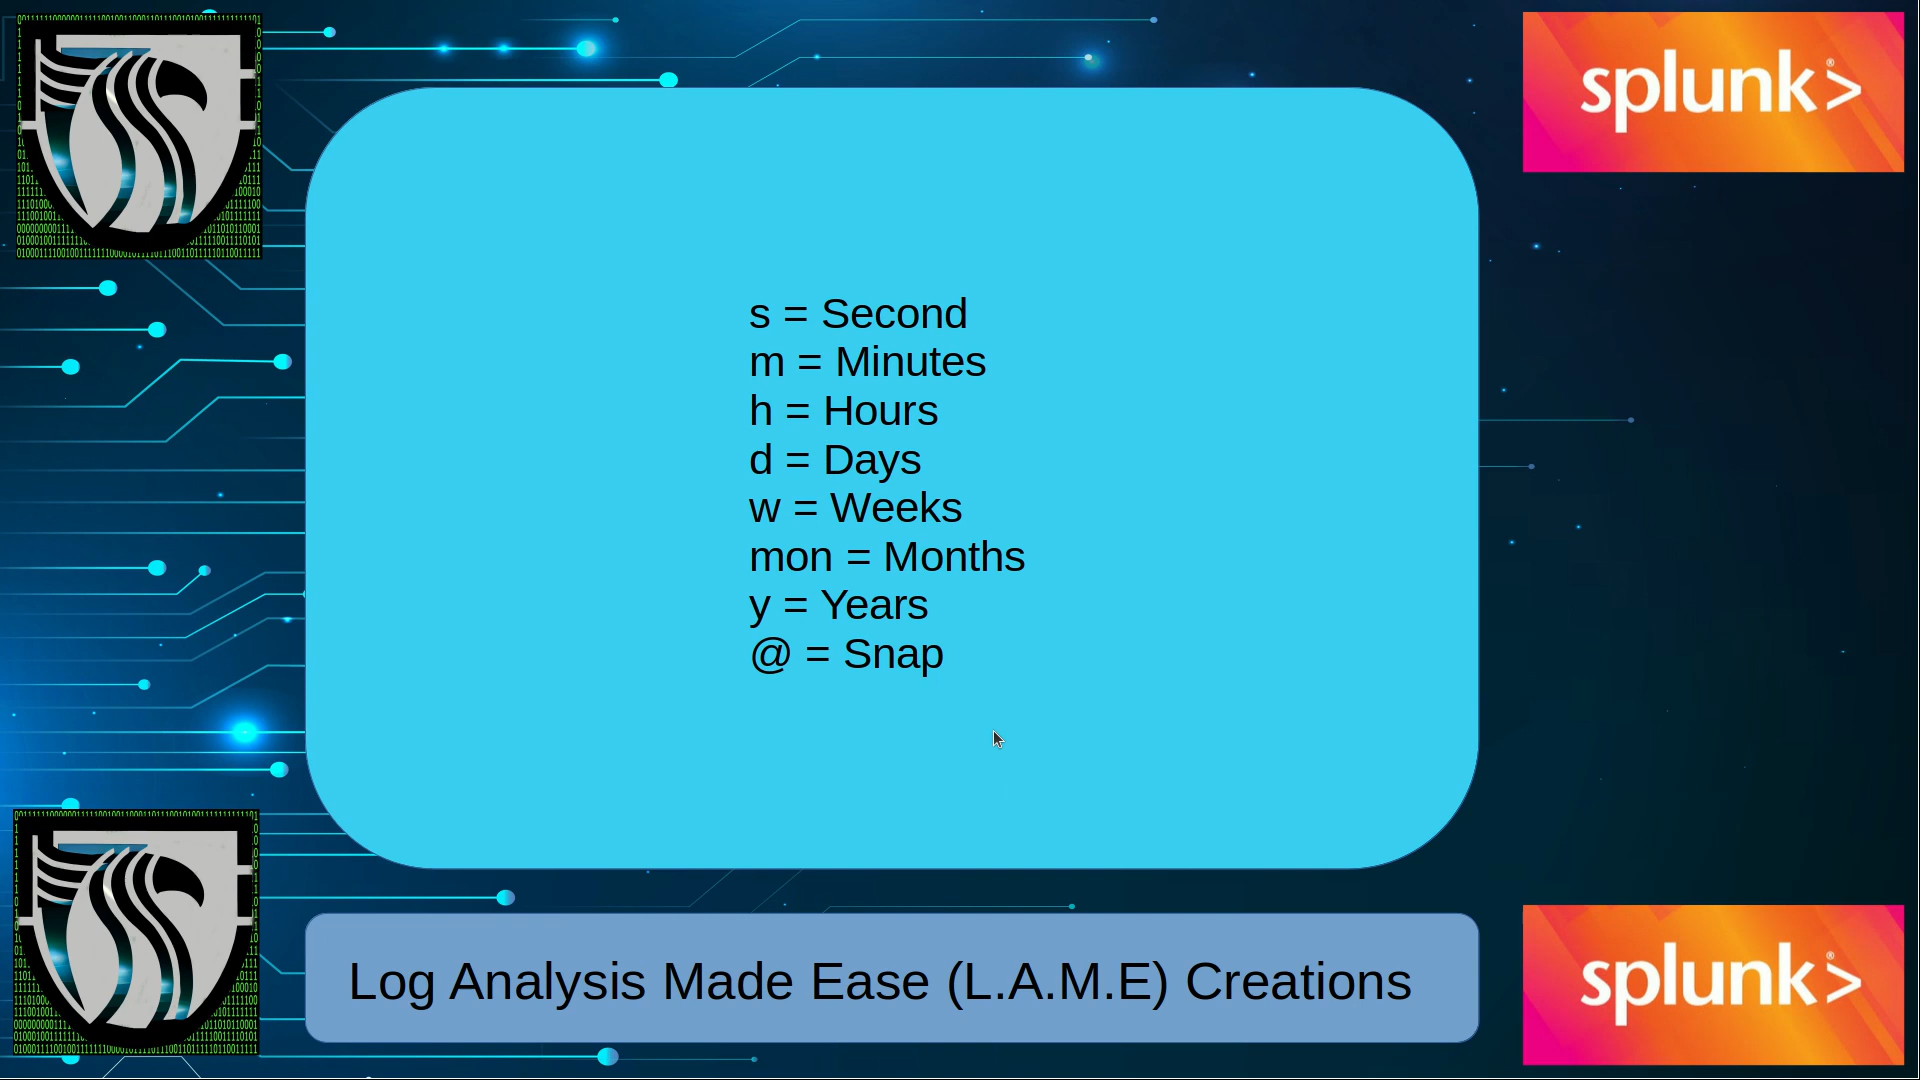 splunk>
s = Second
m = Minutes
h = Hours
d = Days
w = Weeks
mon = Months
y = Years
@ = Snap
Log Analysis Made Ease (L.A.M.E) Creations
splunk>